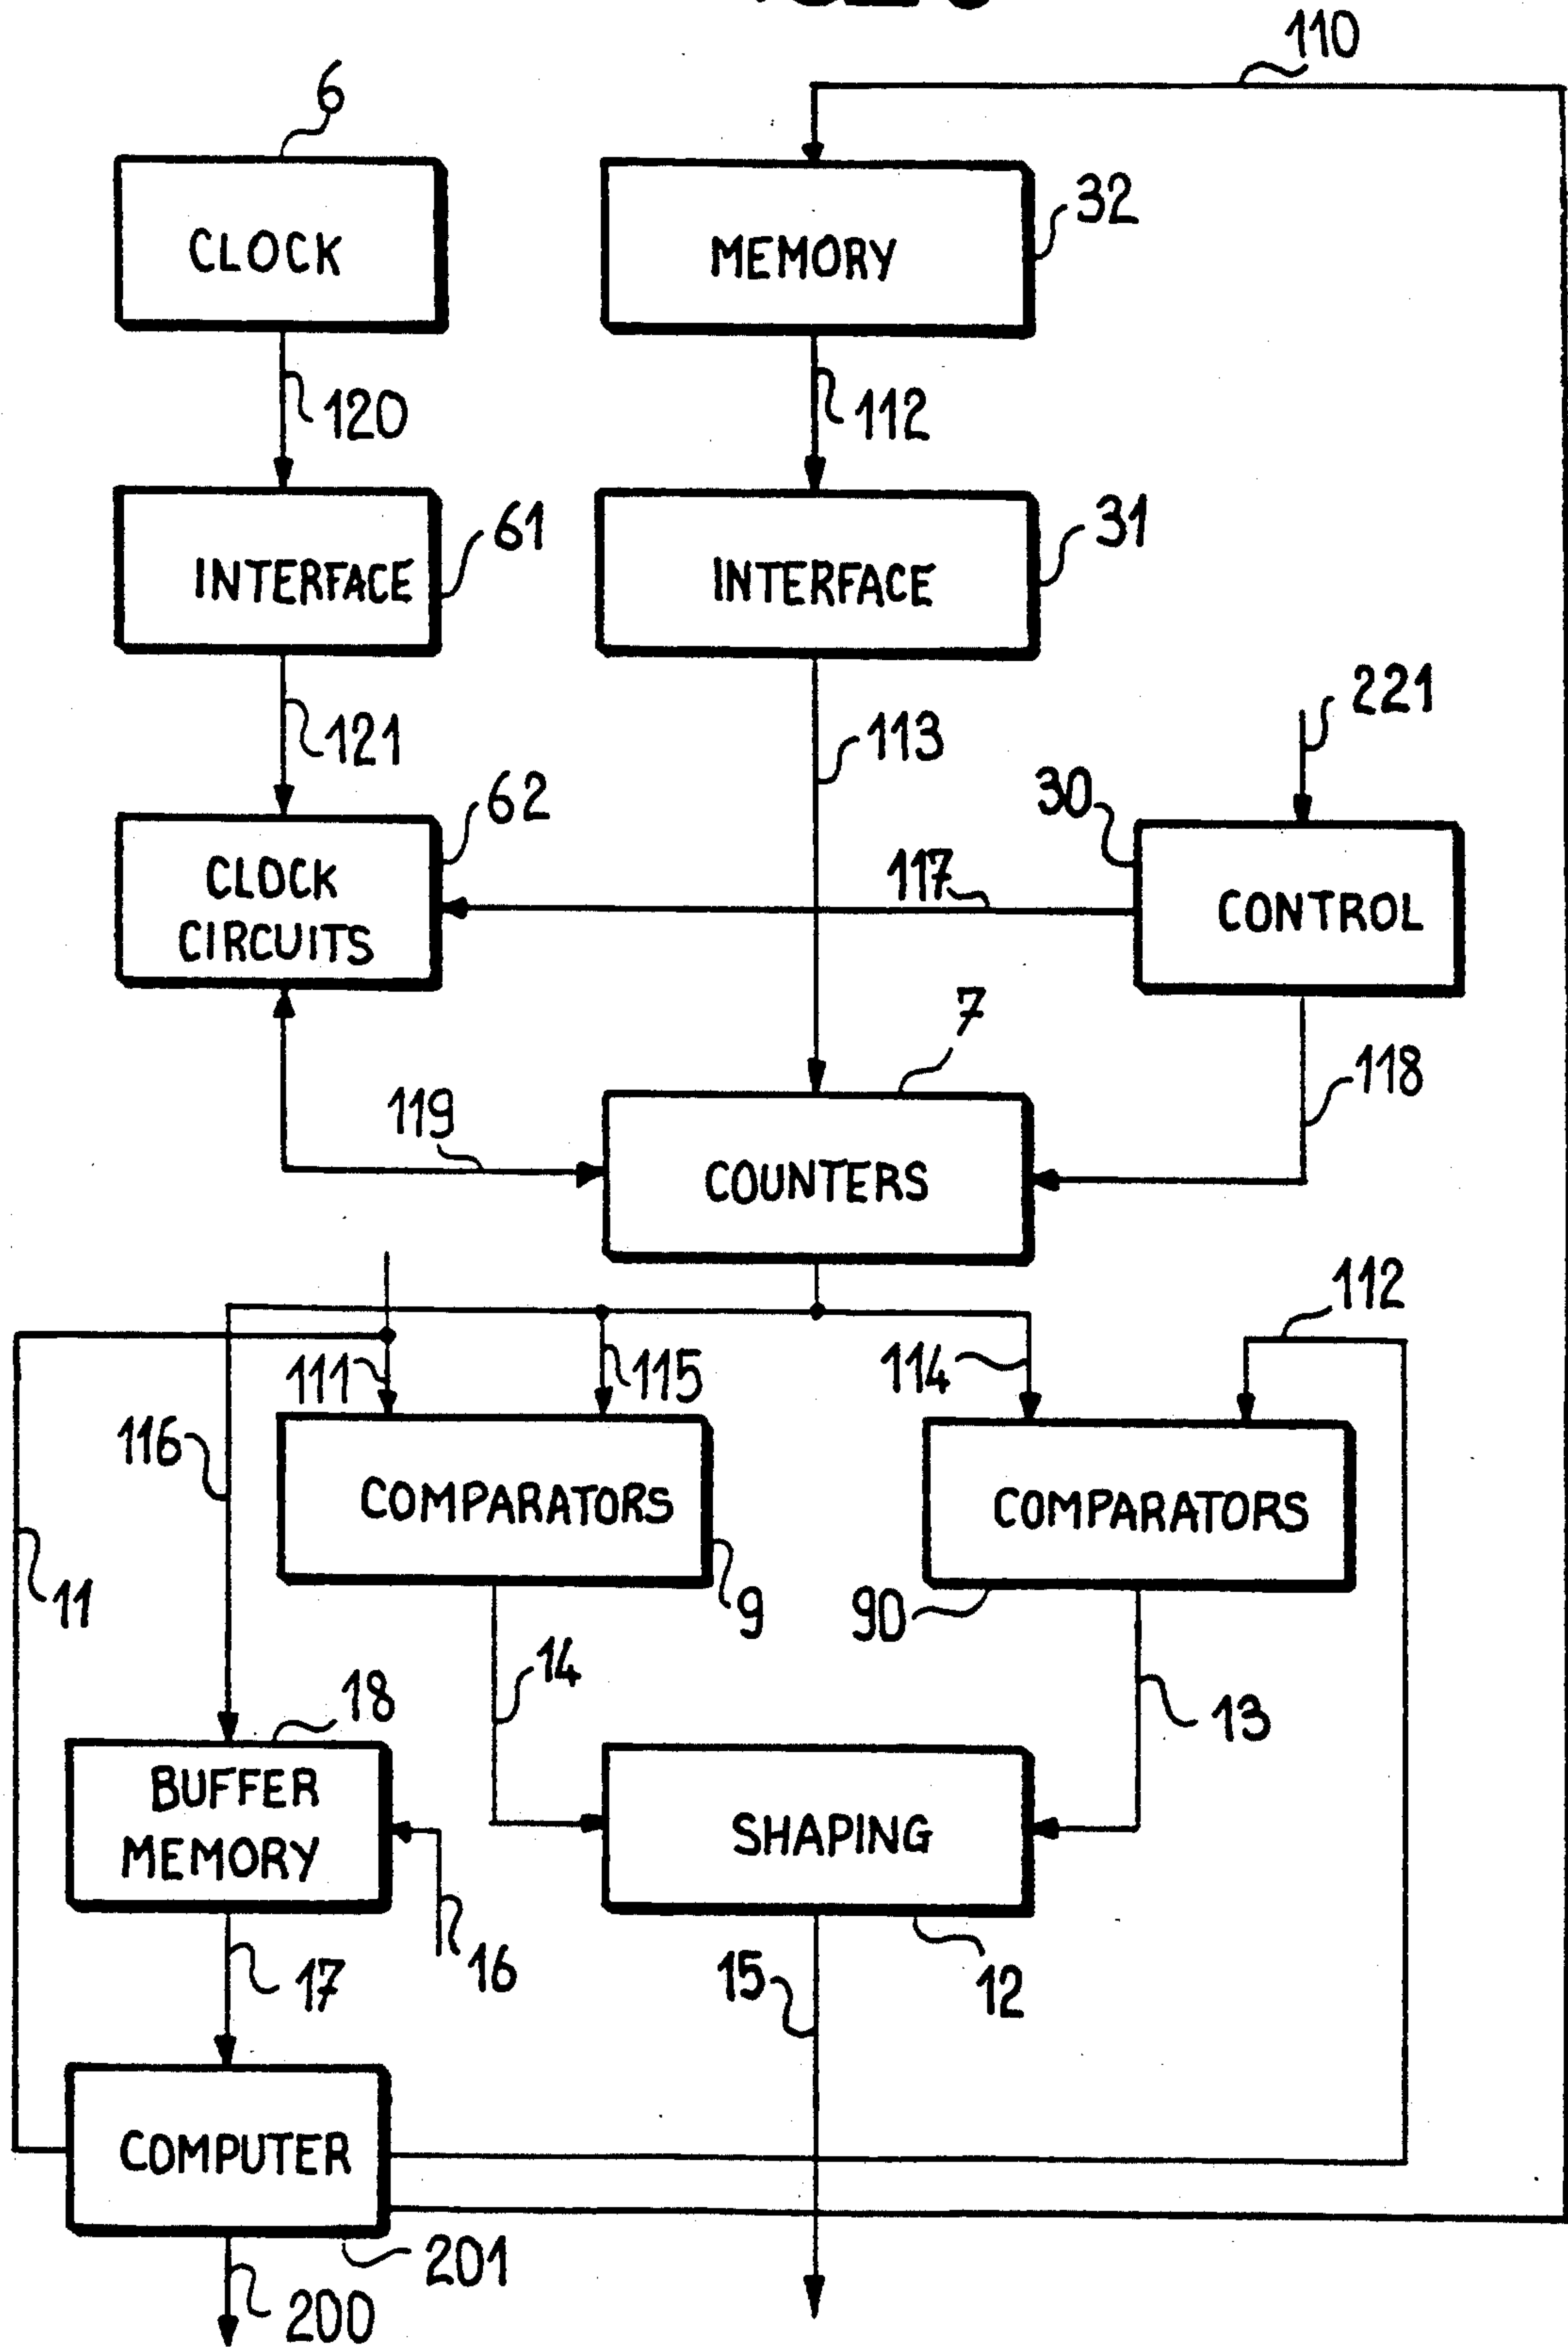 110
6
32
CLOCK
MEMORY
120
112
61
31
INTERFACE
INTERFACE
221
121
113
62
30
CLOCK
CIRCUITS
117
CONTROL
7
118
119
COUNTERS
112
111
115
114
116
COMPARATORS
COMPARATORS
11
9
90
14
18
13
BUFFER
MEMORY
SHAPING
16
17
15
12
COMPUTER
201
200